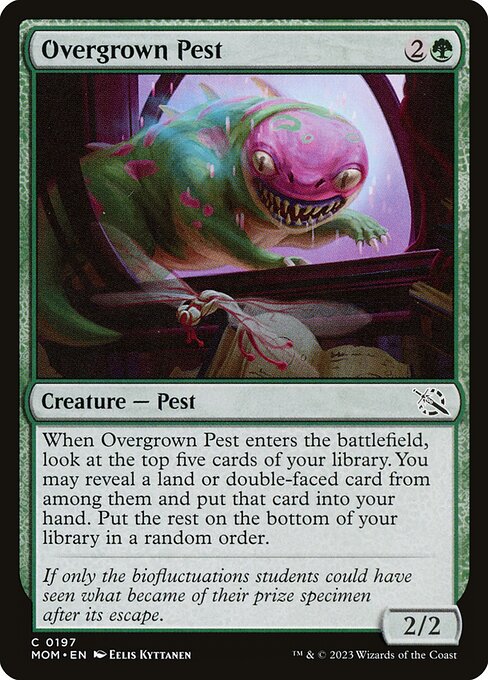 Overgrown Pest 2
Creature — Pest
When Overgrown Pest enters the battlefield,
look at the top five cards of your library. You
may reveal a land or double-faced card from
among them and put that card into your
hand. Put the rest on the bottom of your
library in a random order.
If only the biofluctuations students could have
seen what became of their prize specimen
after its escape.
2/2
C 0197
MOM • EN Eelis Kyttanen
™ & © 2023 Wizards of the Coast